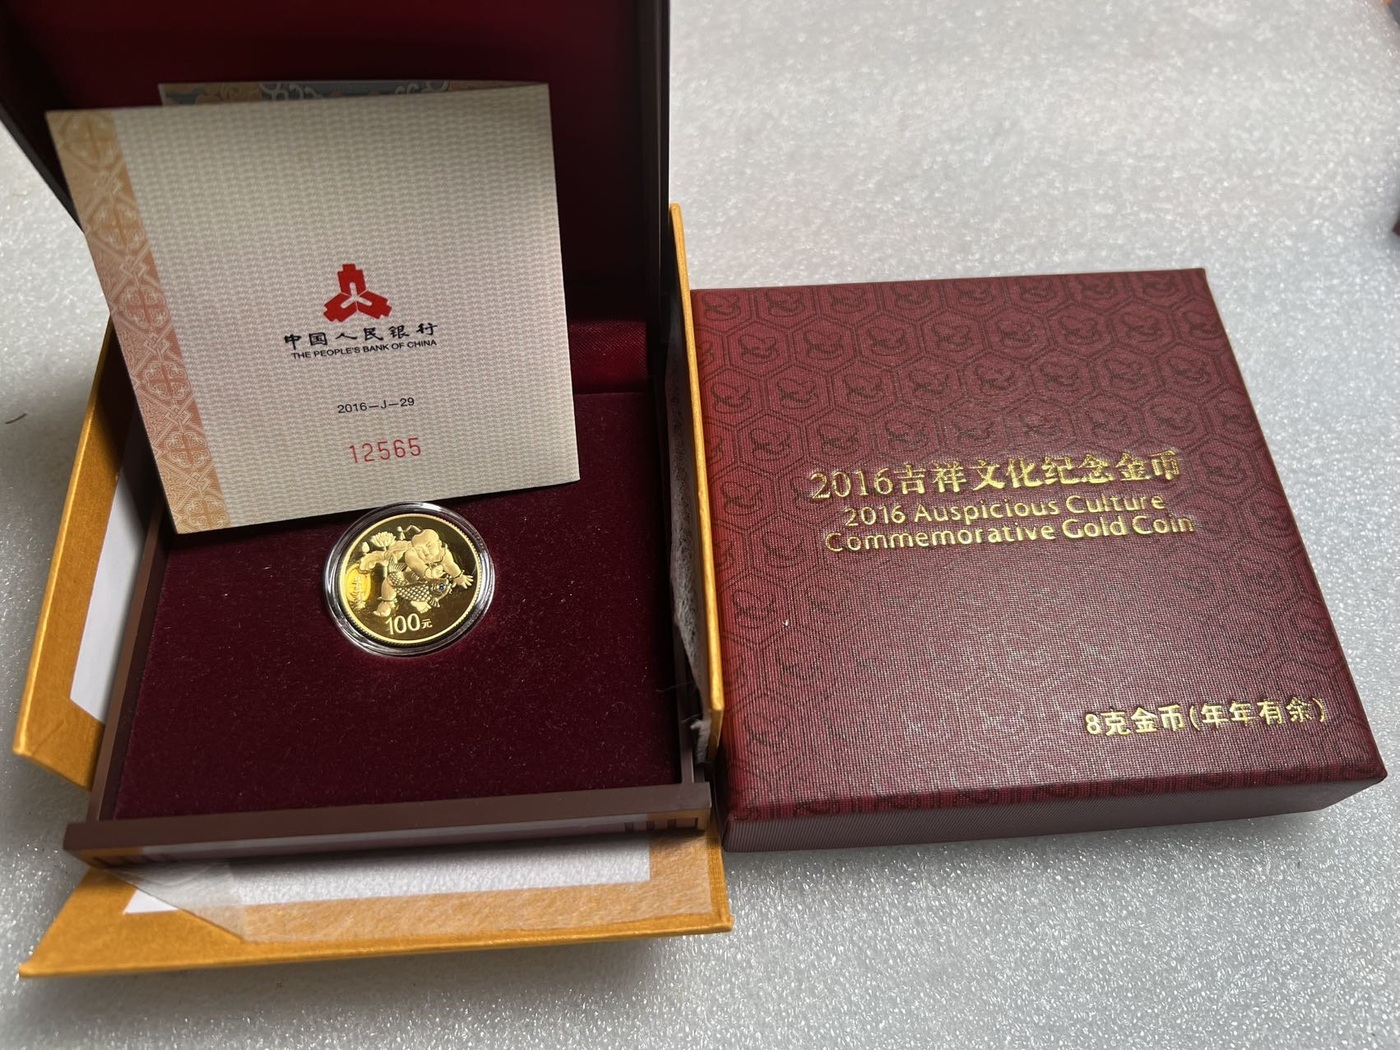 中国人民银行
THE PEOPLE'S BANK OF CHINA
2016—J—29
12565
100元
2016吉祥文化纪念金币
2016 Auspicious Culture
Commemorative Gold Coin
8克金币(年年有余)